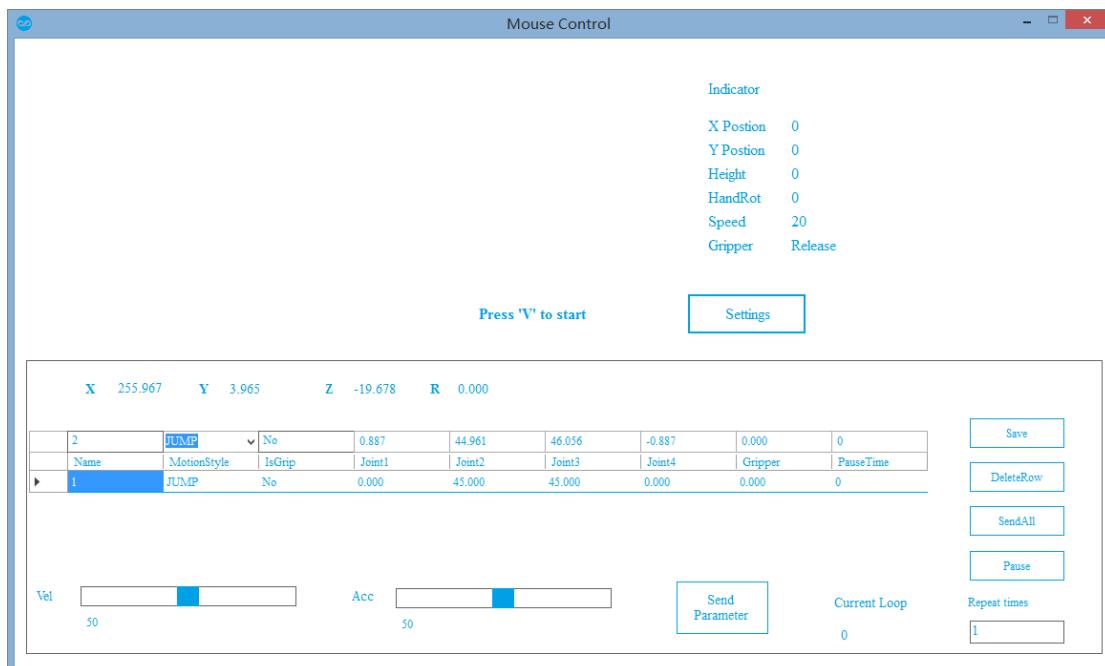 Mouse Control
Indicator
X Postion 0
Y Postion 0
Height 0
HandRot 0
Speed 20
Gripper Release
Press 'V' to start
Settings
X 255.967 Y 3.965 Z -19.678 R 0.000
2 JUMP No 0.887 44.961 46.056 -0.887 0.000 0
Name MotionStyle IsGrip Joint1 Joint2 Joint3 Joint4 Gripper PauseTime
1 JUMP No 0.000 45.000 45.000 0.000 0.000 0
Save
DeleteRow
SendAll
Pause
Vel
50
Acc
50
Send
Parameter
Current Loop
0
Repeat times
1